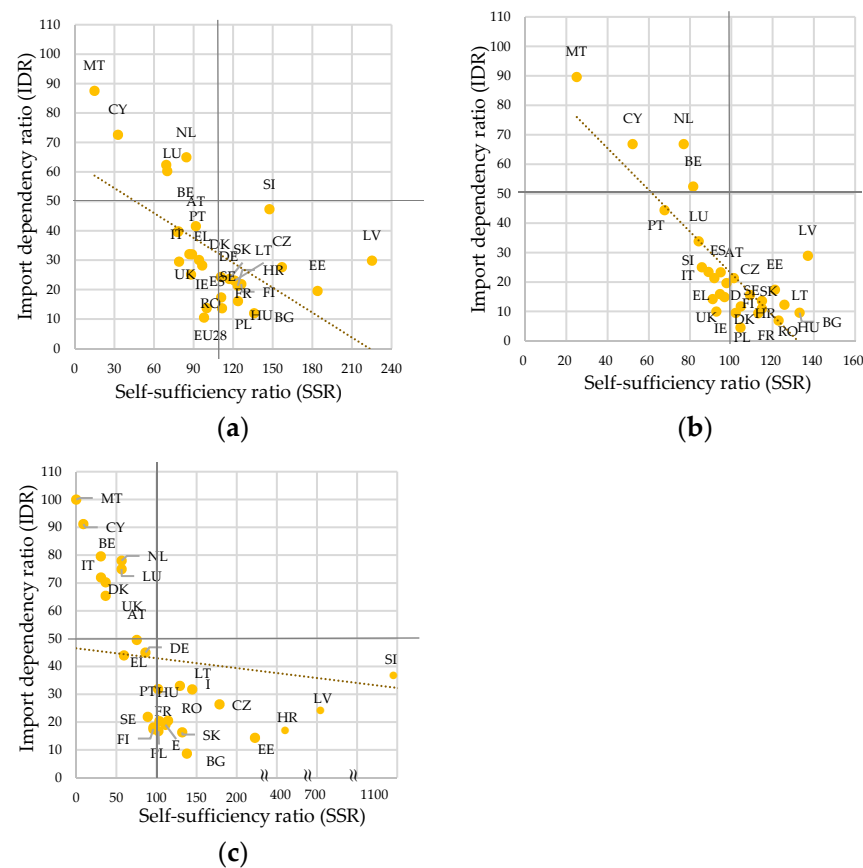 110
100
90
80
70
60
50
40
30
20
10
0
Import dependency ratio (IDR)
MT
CY
NL
LU
BE
AT
SI
PT
IT
EL
DK
DE
SK
LT
CZ
LV
UK
IE
ES
SE
HR
EE
FR
FI
RO
PL
HU
BG
EU28
0 30 60 90 120 150 180 210 240
Self-sufficiency ratio (SSR)
(a)
110
100
90
80
70
60
50
40
30
20
10
0
Import dependency ratio (IDR)
MT
CY
NL
BE
PT
LU
LV
SI
ES
AT
IT
CZ
EE
EL
D
SE
SK
LT
FI
UK
DK
HR
HU
BG
IE
PL
FR
RO
0 20 40 60 80 100 120 140 160
Self-sufficiency ratio (SSR)
(b)
110
100
90
80
70
60
50
40
30
20
10
0
Import dependency ratio (IDR)
MT
CY
BE
NL
IT
LU
DK
UK
AT
DE
EL
SI
LT
PT
HU
I
CZ
LV
SE
FR
RO
HR
FI
PL
E
SK
EE
BG
0 50 100 150 200 400 700 1100
Self-sufficiency ratio (SSR)
(c)